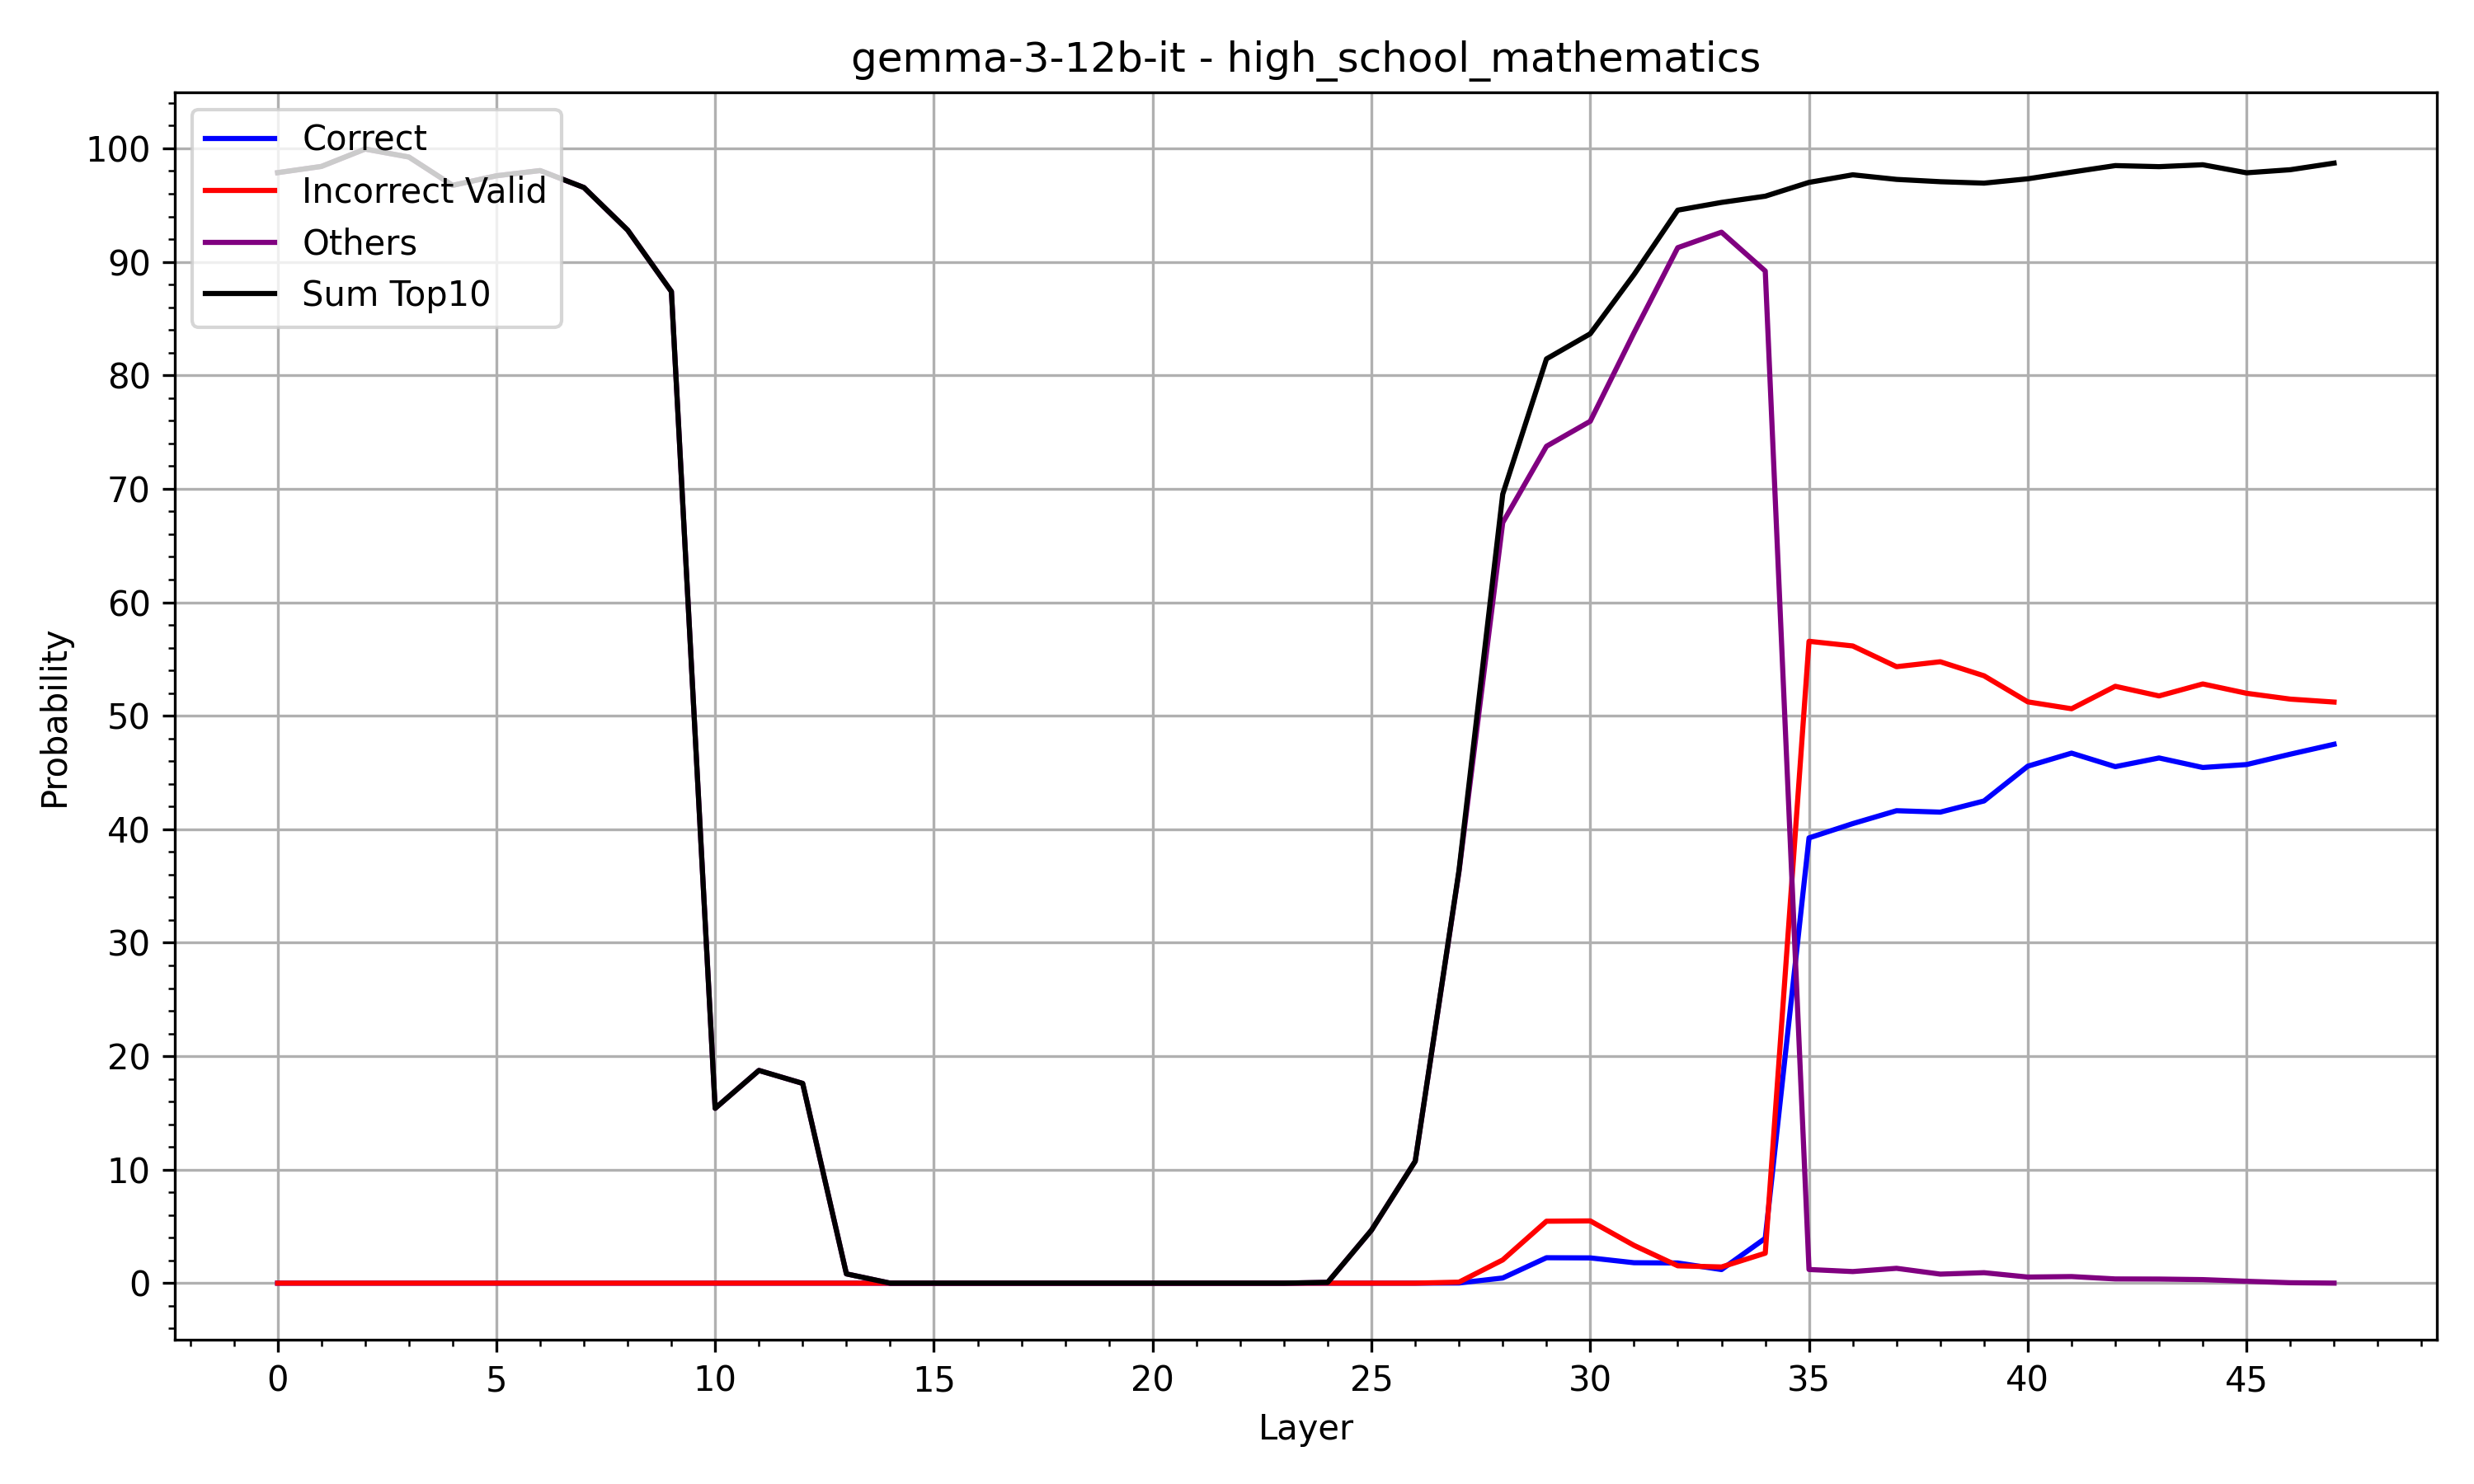 gemma-3-12b-it - high_school_mathematics
Correct
Incorrect Valid
Others
Sum Top10
Probability
100
90
80
70
60
50
40
30
20
10
0
0 5 10 15 20 25 30 35 40 45
Layer